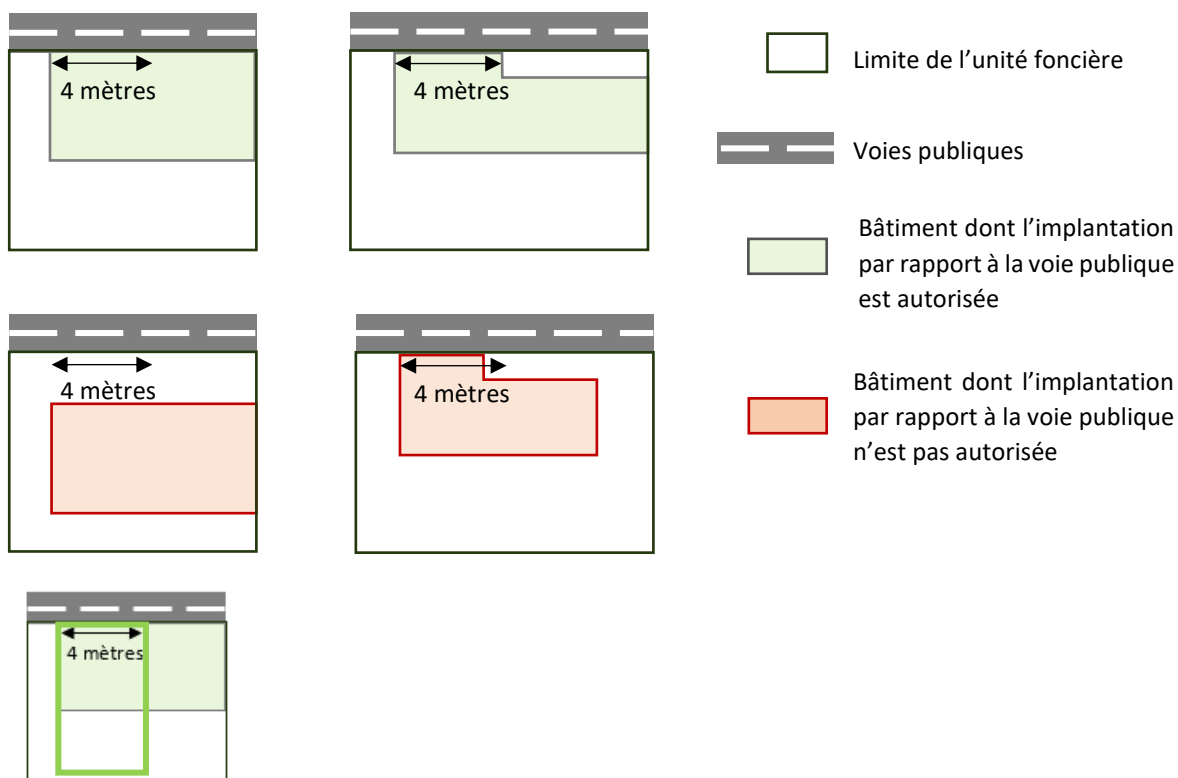 4 mètres
4 mètres
Limite de l’unité foncière
Voies publiques
Bâtiment dont l’implantation
par rapport à la voie publique
est autorisée
4 mètres
4 mètres
Bâtiment dont l’implantation
par rapport à la voie publique
n’est pas autorisée
4 mètres